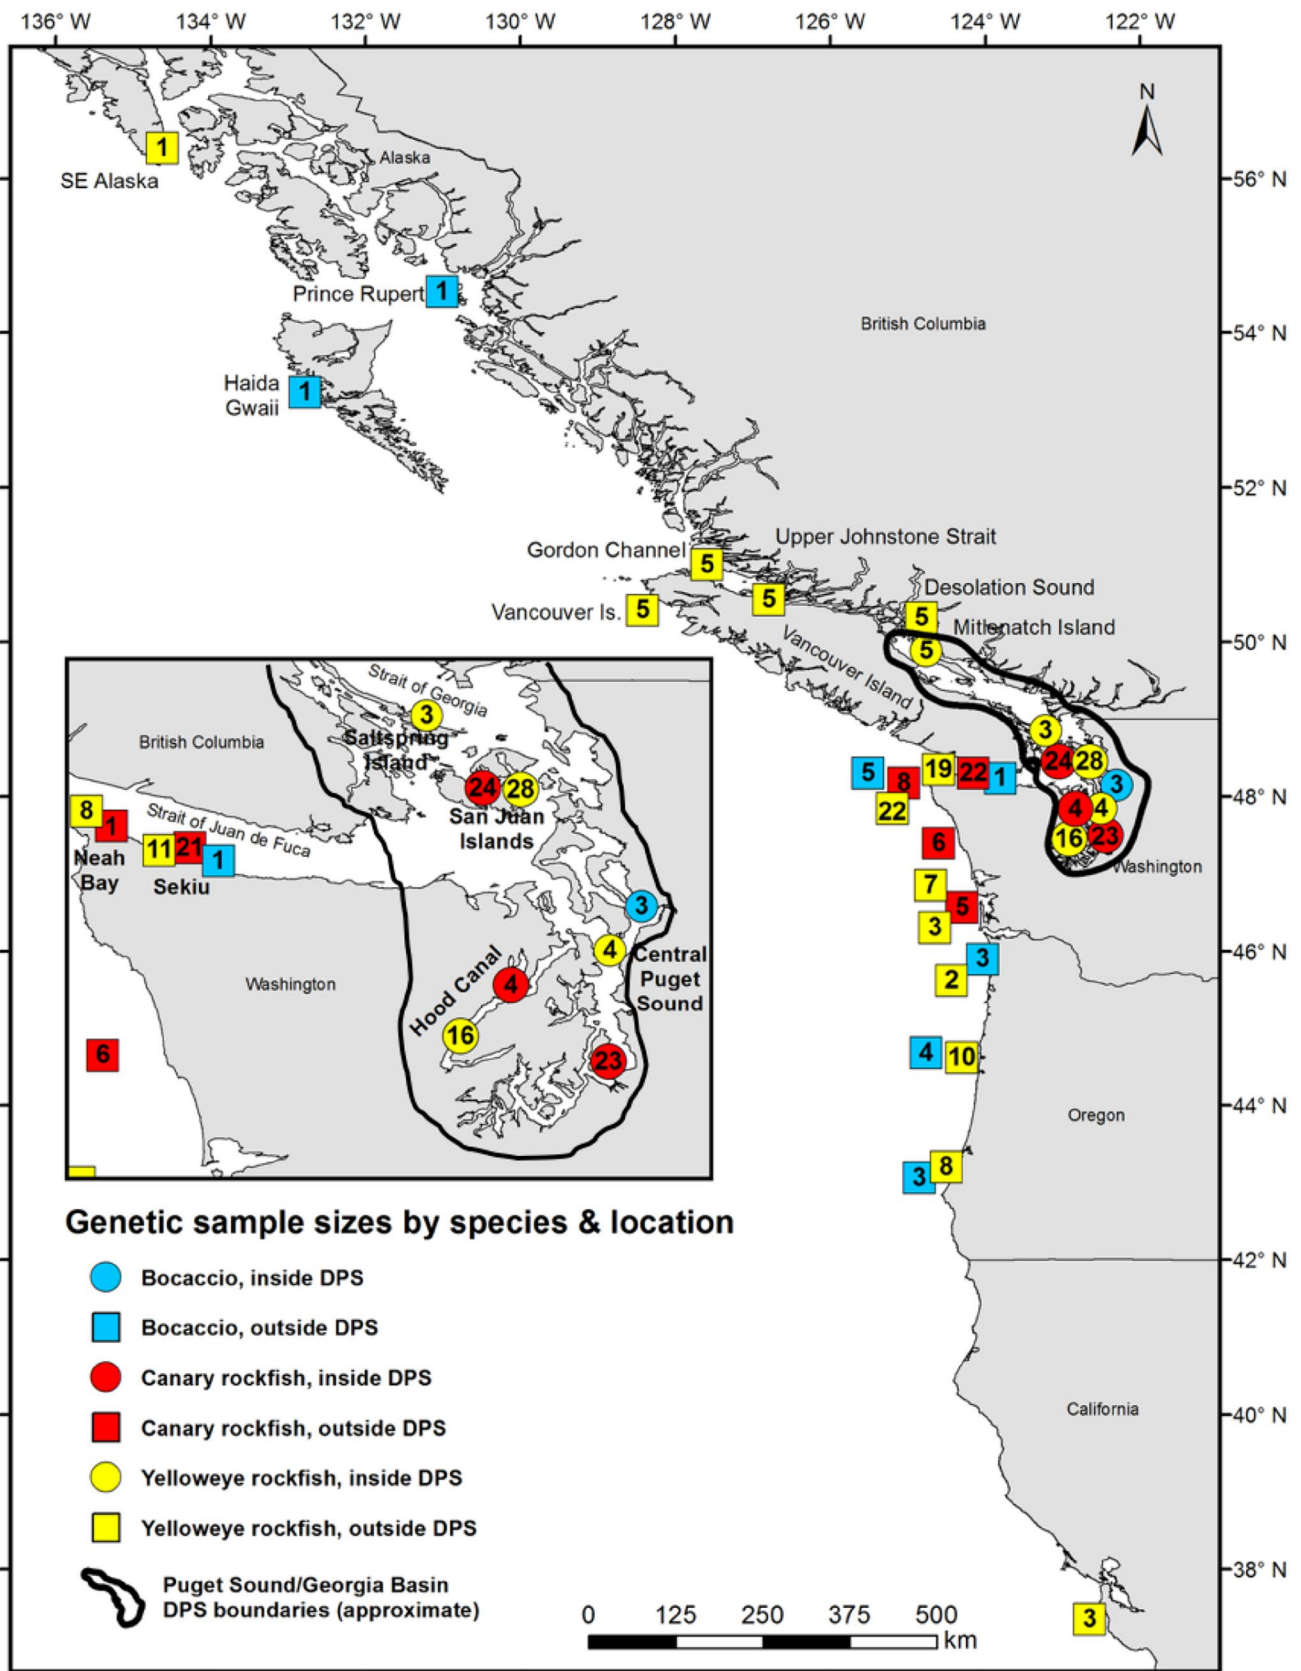 136° W 134° W 132° W 130° W 128° W 126° W 124° W 122° W
N
Alaska
1
SE Alaska
56° N
Prince Rupert 1
British Columbia
54° N
Haida
Gwaii
1
52° N
Upper Johnstone Strait
Gordon Channel
5
Desolation Sound
Vancouver Is. 5
5
5
Mittenatch Island
50° N
5
Vancouver Island
3
24 28
5 8 19 22 1
3
48° N
22
4 4
16 23
6
Washington
7
5
3
46° N
3
2
4 10
44° N
Oregon
8
3
42° N
California
40° N
38° N
3
Strait of Georgia
3
British Columbia
Saltspring
Island
24 28
San Juan
Islands
8
1
Strait of Juan de Fuca
11 21 1
Neah
Bay
Sekiu
3
4
Central
Puget
Sound
Hood Canal
4
Washington
16
6
23
Genetic sample sizes by species & location
Bocaccio, inside DPS
Bocaccio, outside DPS
Canary rockfish, inside DPS
Canary rockfish, outside DPS
Yelloweye rockfish, inside DPS
Yelloweye rockfish, outside DPS
Puget Sound/Georgia Basin
DPS boundaries (approximate)
0 125 250 375 500
km